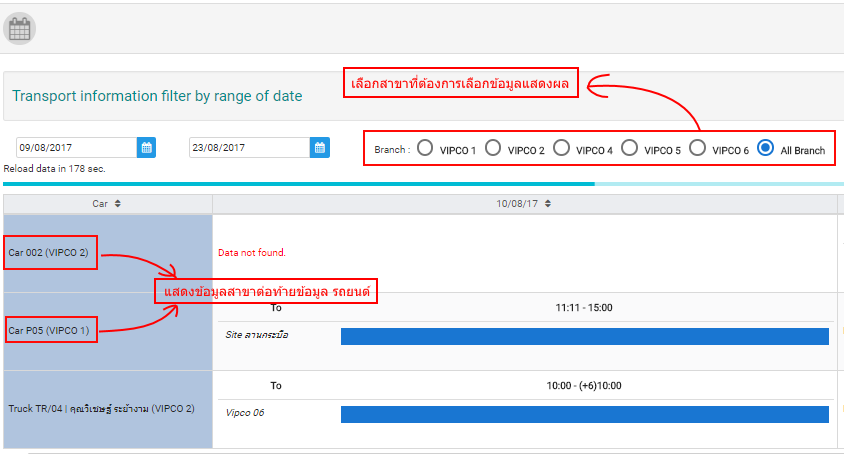 เลือกสาขาที่ต้องการเลือกข้อมูลแสดงผล
Transport information filter by range of date
09/08/2017 23/08/2017 Branch : VIPCO 1 VIPCO 2 VIPCO 4 VIPCO 5 VIPCO 6 All Branch
Reload data in 178 sec.
Car 10/08/17
Car 002 (VIPCO 2) Data not found.
แสดงข้อมูลสาขาต่อท้ายข้อมูล รถยนต์
To 11:11 - 15:00
Car P05 (VIPCO 1) Site ลานกระบือ
To 10:00 - (+6)10:00
Truck TR/04 | คุณวิเชษฐ์ ระย้างาม (VIPCO 2) Vipco 06